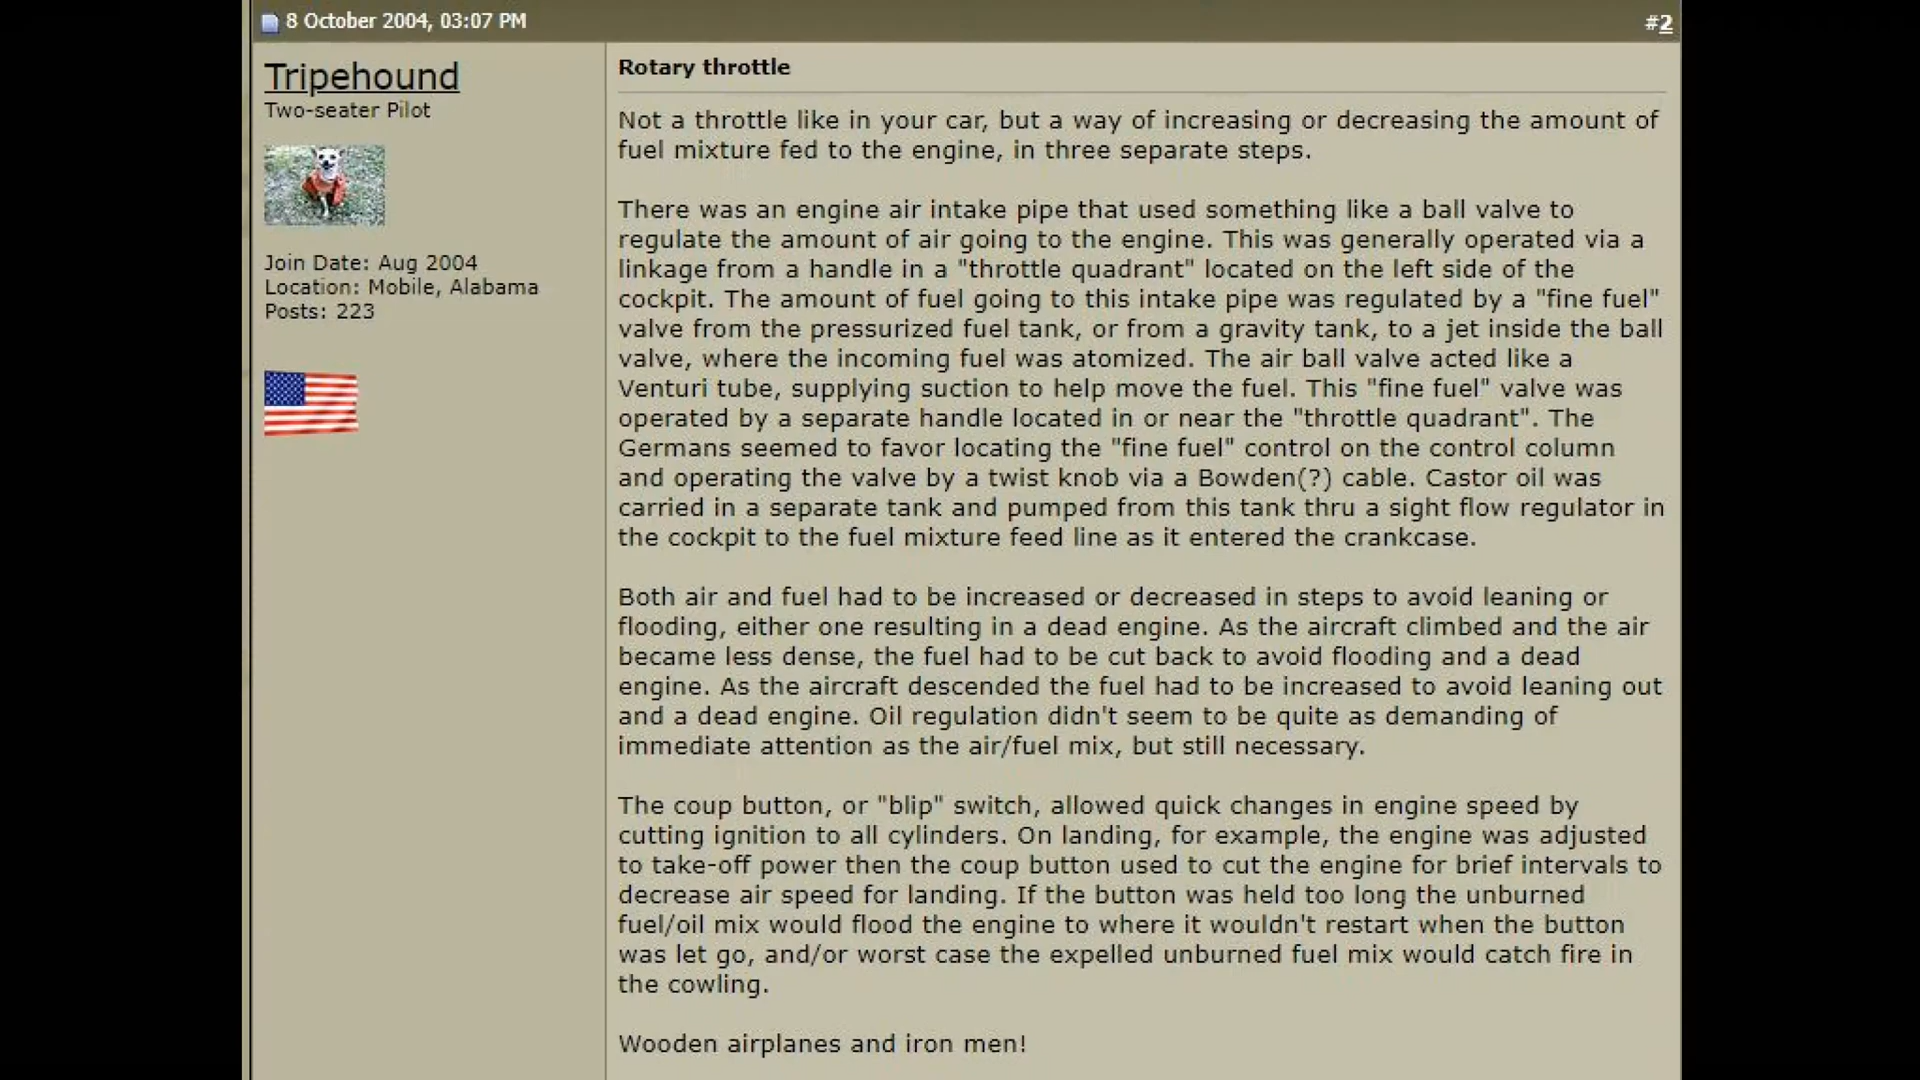 8 October 2004, 03:07 PM
#2
Tripehound
Two-seater Pilot
Join Date: Aug 2004
Location: Mobile, Alabama
Posts: 223
Rotary throttle
Not a throttle like in your car, but a way of increasing or decreasing the amount of
fuel mixture fed to the engine, in three separate steps.
There was an engine air intake pipe that used something like a ball valve to
regulate the amount of air going to the engine. This was generally operated via a
linkage from a handle in a "throttle quadrant" located on the left side of the
cockpit. The amount of fuel going to this intake pipe was regulated by a "fine fuel"
valve from the pressurized fuel tank, or from a gravity tank, to a jet inside the ball
valve, where the incoming fuel was atomized. The air ball valve acted like a
Venturi tube, supplying suction to help move the fuel. This "fine fuel" valve was
operated by a separate handle located in or near the "throttle quadrant". The
Germans seemed to favor locating the "fine fuel" control on the control column
and operating the valve by a twist knob via a Bowden(?) cable. Castor oil was
carried in a separate tank and pumped from this tank thru a sight flow regulator in
the cockpit to the fuel mixture feed line as it entered the crankcase.
Both air and fuel had to be increased or decreased in steps to avoid leaning or
flooding, either one resulting in a dead engine. As the aircraft climbed and the air
became less dense, the fuel had to be cut back to avoid flooding and a dead
engine. As the aircraft descended the fuel had to be increased to avoid leaning out
and a dead engine. Oil regulation didn't seem to be quite as demanding of
immediate attention as the air/fuel mix, but still necessary.
The coup button, or "blip" switch, allowed quick changes in engine speed by
cutting ignition to all cylinders. On landing, for example, the engine was adjusted
to take-off power then the coup button used to cut the engine for brief intervals to
decrease air speed for landing. If the button was held too long the unburned
fuel/oil mix would flood the engine to where it wouldn't restart when the button
was let go, and/or worst case the expelled unburned fuel mix would catch fire in
the cowling.
Wooden airplanes and iron men!